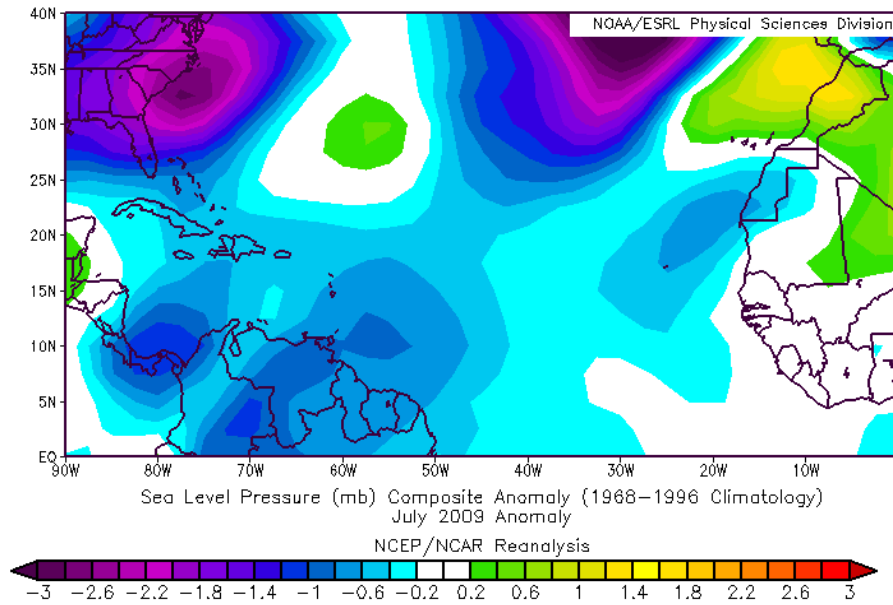 NOAA/ESRL Physical Sciences Division
40N
35N
30N
25N
20N
15N
10N
5N
EQ
90W 80W 70W 60W 50W 40W 30W 20W 10W
Sea Level Pressure (mb) Composite Anomaly (1968-1996 Climatology)
July 2009 Anomaly
NCEP/NCAR Reanalysis
-3 -2.6 -2.2 -1.8 -1.4 -1 -0.6 -0.2 0.2 0.6 1 1.4 1.8 2.2 2.6 3